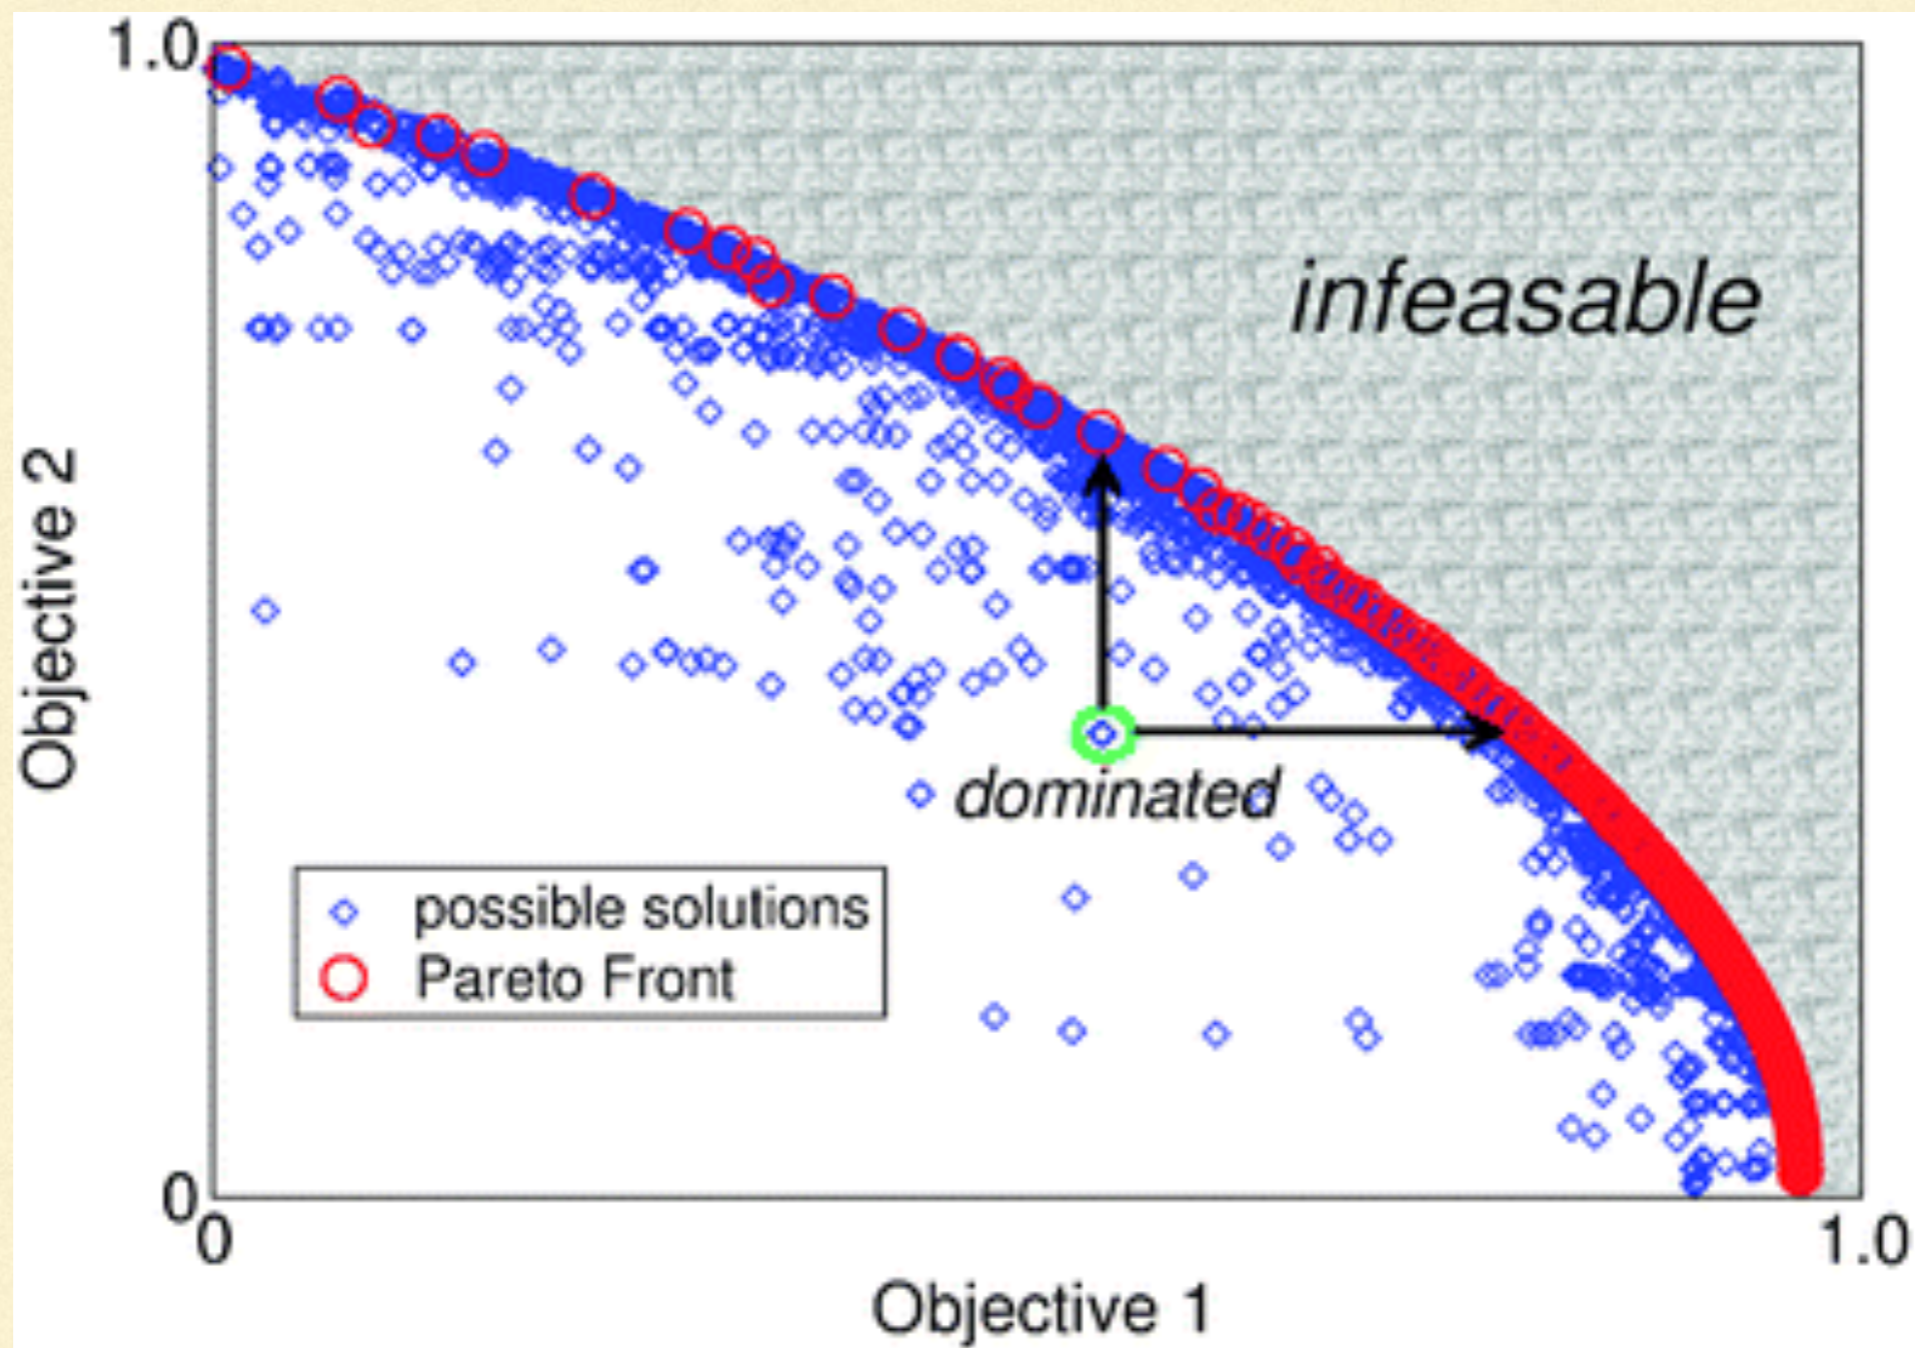 1.0
infeasable
Objective 2
dominated
possible solutions
Pareto Front
0
0
1.0
Objective 1